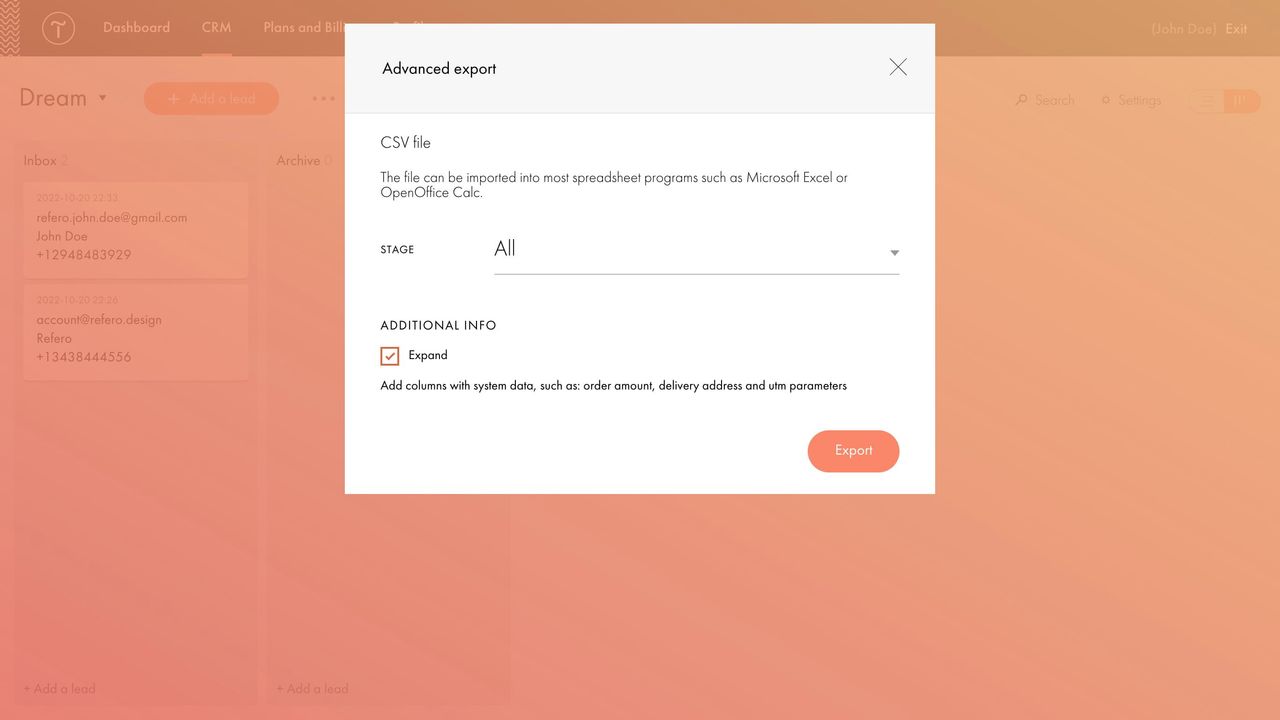 Dashboard
CRM
Plans and Bill
(John Doe)
Exit
Advanced export
Dream
+ Add a lead
Search
Settings
CSV file
The file can be imported into most spreadsheet programs such as Microsoft Excel or
OpenOffice Calc.
Inbox 2
Archive 0
2022-10-20 22:33
refero.john.doe@gmail.com
John Doe
+12948483929
STAGE
All
2022-10-20 22:26
account@refero.design
Refero
+13438444556
ADDITIONAL INFO
Expand
Add columns with system data, such as: order amount, delivery address and utm parameters
Export
+ Add a lead
+ Add a lead